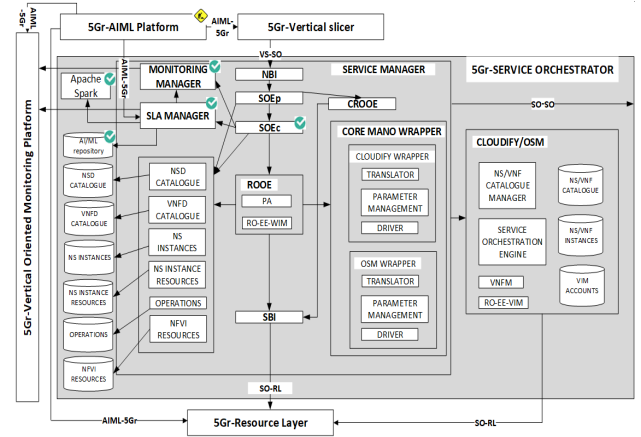 5Gr-AIML Platform
AIML-
5Gr
5Gr-Vertical slicer
AIML
-5Gr
AIML-5Gr
VS-SO
5Gr-Vertical Oriented Monitoring Platform
Apache
Spark
MONITORING
MANAGER
SLA MANAGER
AI/ML
repository
NBI
SOEp
SOEc
CROOE
SERVICE MANAGER
5Gr-SERVICE ORCHESTRATOR
SO-SO
NSD
CATALOGUE
VNFD
CATALOGUE
NS INSTANCES
NS INSTANCE
RESOURCES
OPERATIONS
NFVI
RESOURCES
NSD
CATALOGUE
VNFD
CATALOGUE
NS
INSTANCES
NS INSTANCE
RESOURCES
OPERATIONS
NFVI
RESOURCES
ROOE
PA
RO-EE-WIM
SBI
CORE MANO WRAPPER
CLOUDIFY WRAPPER
TRANSLATOR
PARAMETER
MANAGEMENT
DRIVER
OSM WRAPPER
TRANSLATOR
PARAMETER
MANAGEMENT
DRIVER
CLOUDIFY/OSM
NS/VNF
CATALOGUE
MANAGER
SERVICE
ORCHESTRATION
ENGINE
VNFM
RO-EE-VIM
NS/VNF
CATALOGUE
NS/VNF
INSTANCES
VIM
ACCOUNTS
SO-RL
AIML-5Gr
5Gr-Resource Layer
SO-RL